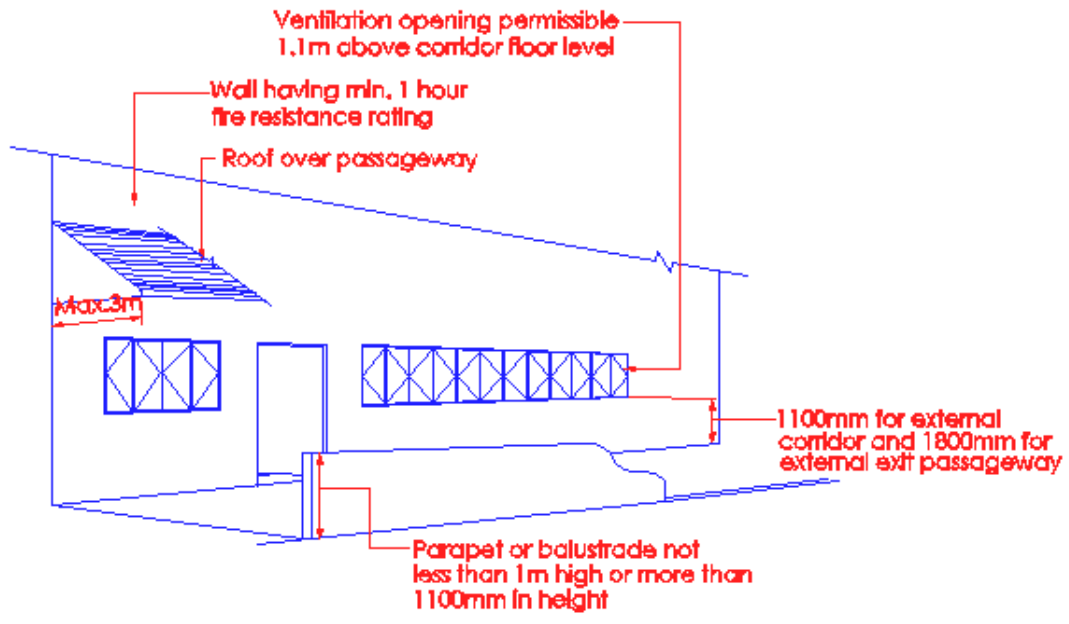 Ventilation opening permissible
1.1m above corridor floor level
Wall having min. 1 hour
fire resistance rating
Roof over passageway
Max.3m
1100mm for external
corridor and 1800mm for
external exit passageway
Parapet or balustrade not
less than 1m high or more than
1100mm in height